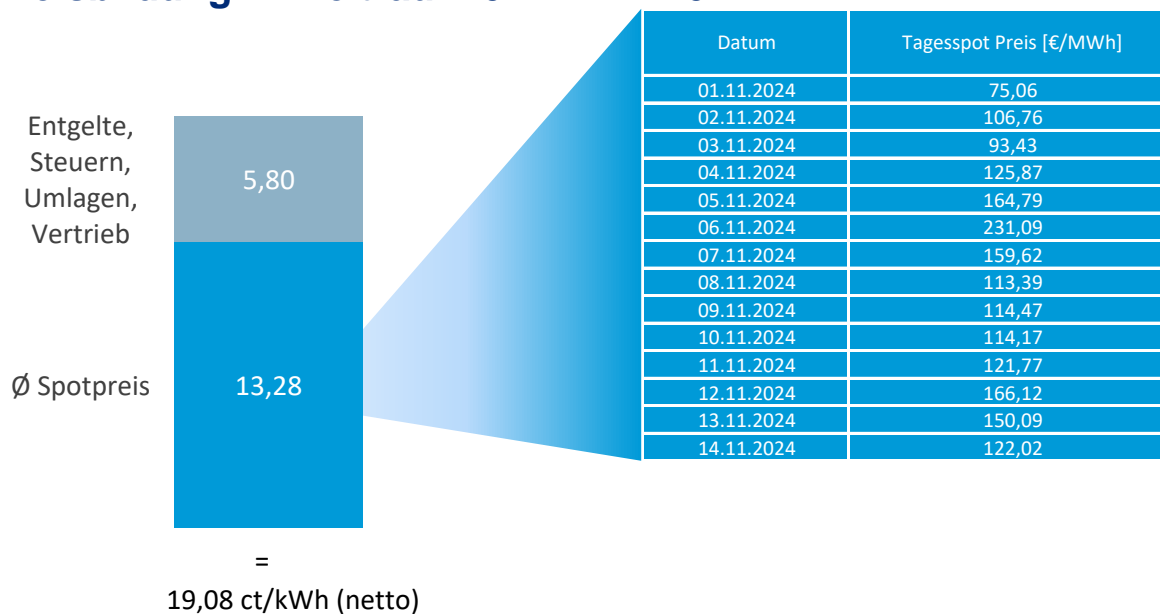 Entgelte,
Steuern,
Umlagen,
Vertrieb
5,80
Ø Spotpreis
13,28
=
19,08 ct/kWh (netto)
Datum Tagesspot Preis [€/MWh]
01.11.2024 75,06
02.11.2024 106,76
03.11.2024 93,43
04.11.2024 125,87
05.11.2024 164,79
06.11.2024 231,09
07.11.2024 159,62
08.11.2024 113,39
09.11.2024 114,47
10.11.2024 114,17
11.11.2024 121,77
12.11.2024 166,12
13.11.2024 150,09
14.11.2024 122,02